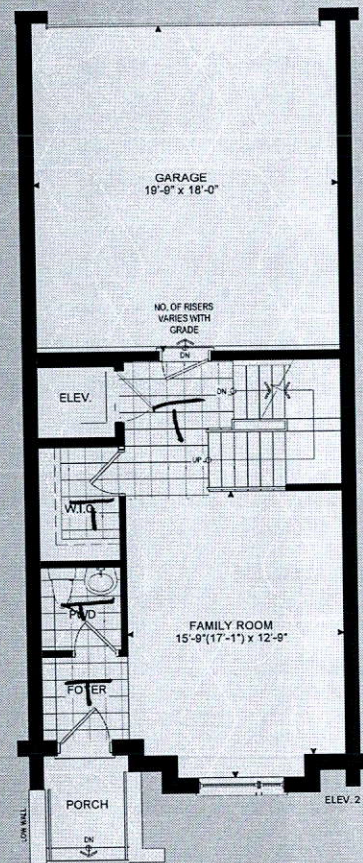 GARAGE
19'-9" x 18'-0"
NO. OF RISERS
VARIES WITH
GRADE
DN
ELEV.
DN
T
UP
W.I.C
T
T
PWD
FAMILY ROOM
15'-9"(17'-1") x 12'-9"
T
FOYER
PORCH
ELEV. 2
LOW WALL
DN